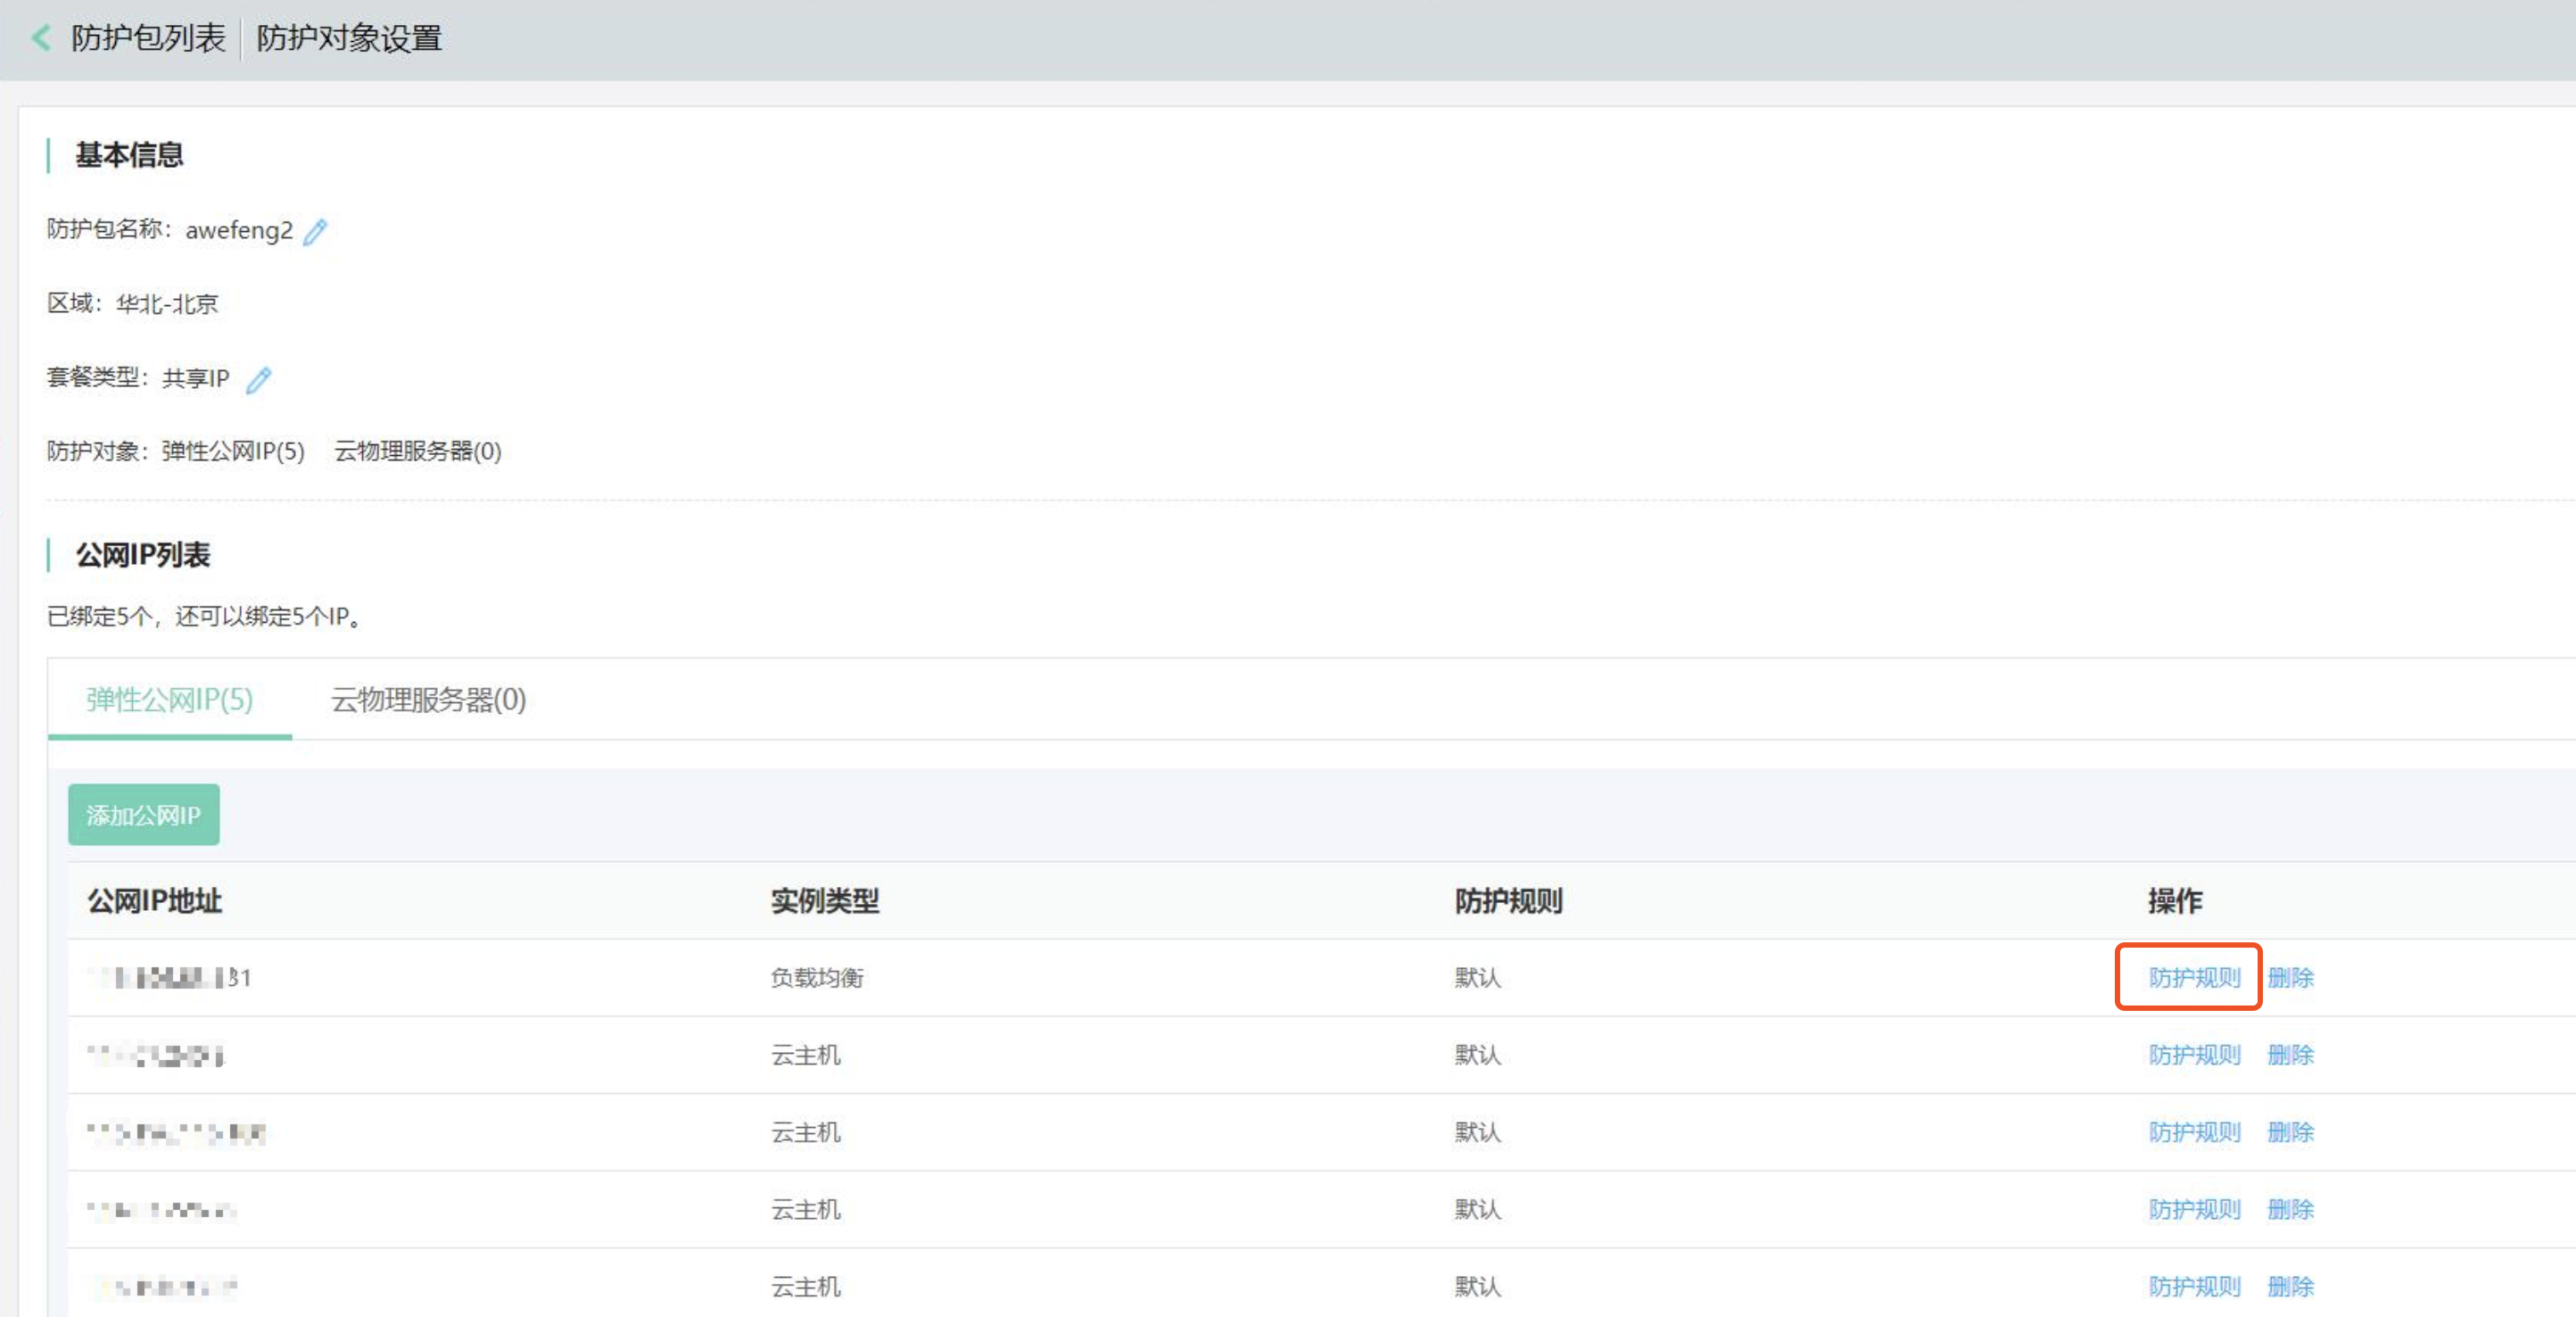 防护包列表 防护对象设置
基本信息
防护包名称：awefeng2
区域：华北-北京
套餐类型：共享IP
防护对象：弹性公网IP(5) 云物理服务器(0)
公网IP列表
已绑定5个，还可以绑定5个IP。
弹性公网IP(5) 云物理服务器(0)
添加公网IP
公网IP地址 实例类型 防护规则 操作
负载均衡 默认 防护规则 删除
云主机 默认 防护规则 删除
云主机 默认 防护规则 删除
云主机 默认 防护规则 删除
云主机 默认 防护规则 删除